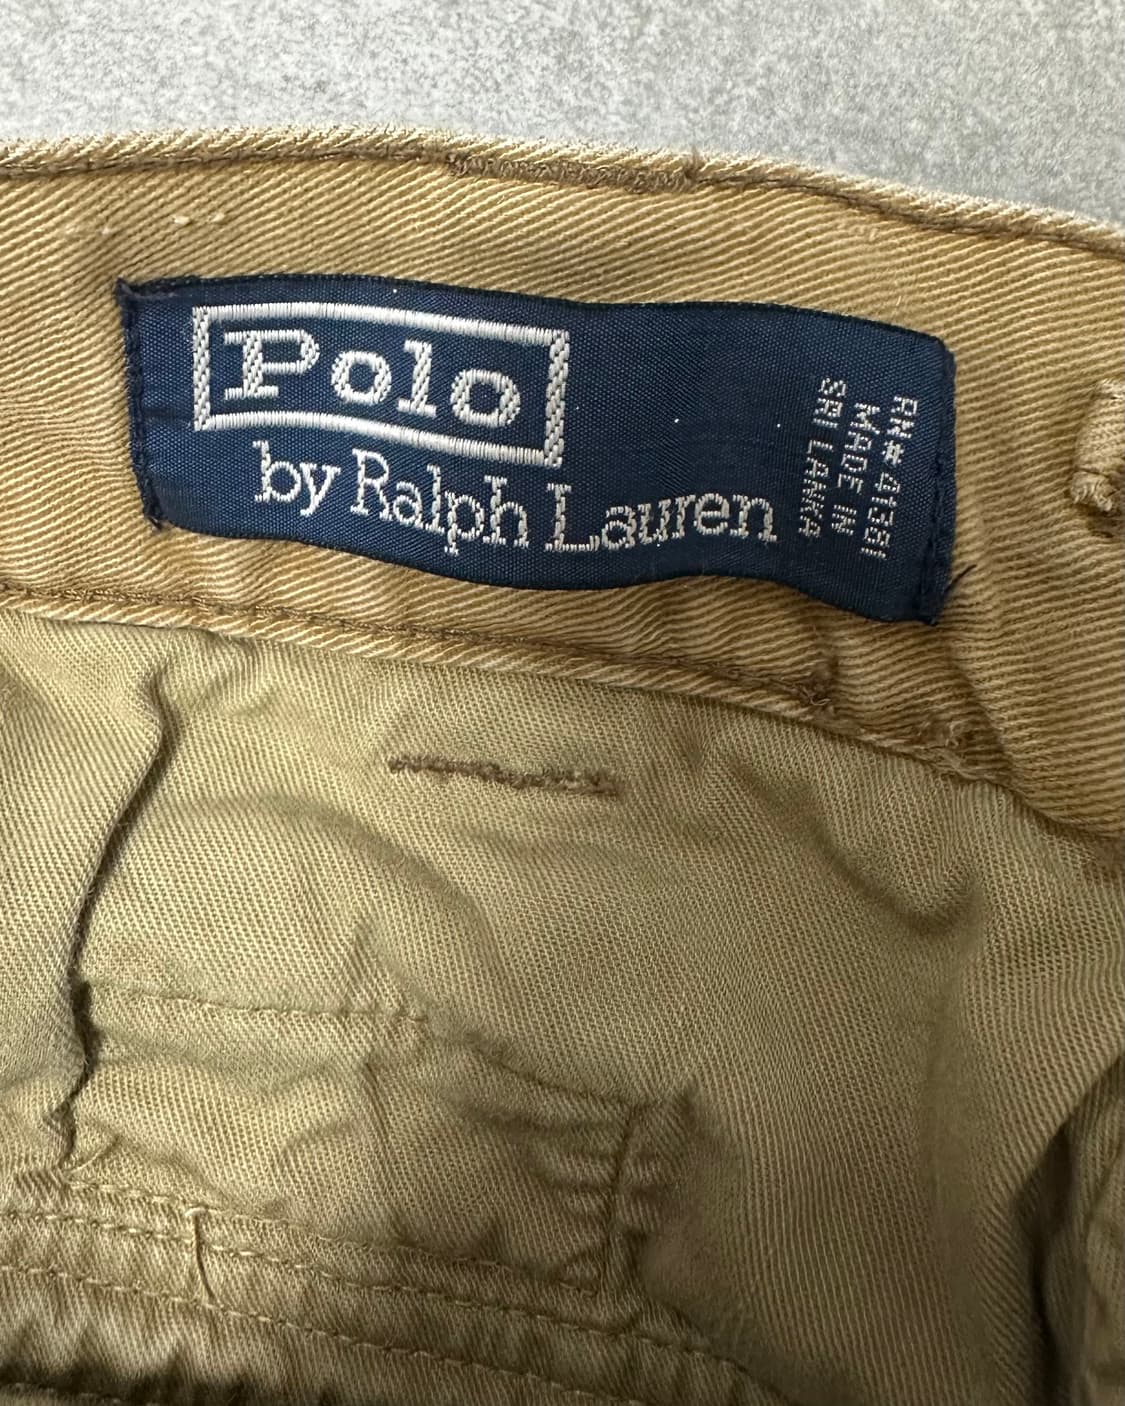 Polo
by Ralph Lauren
RN# 41381
MADE IN
SRI LANKA